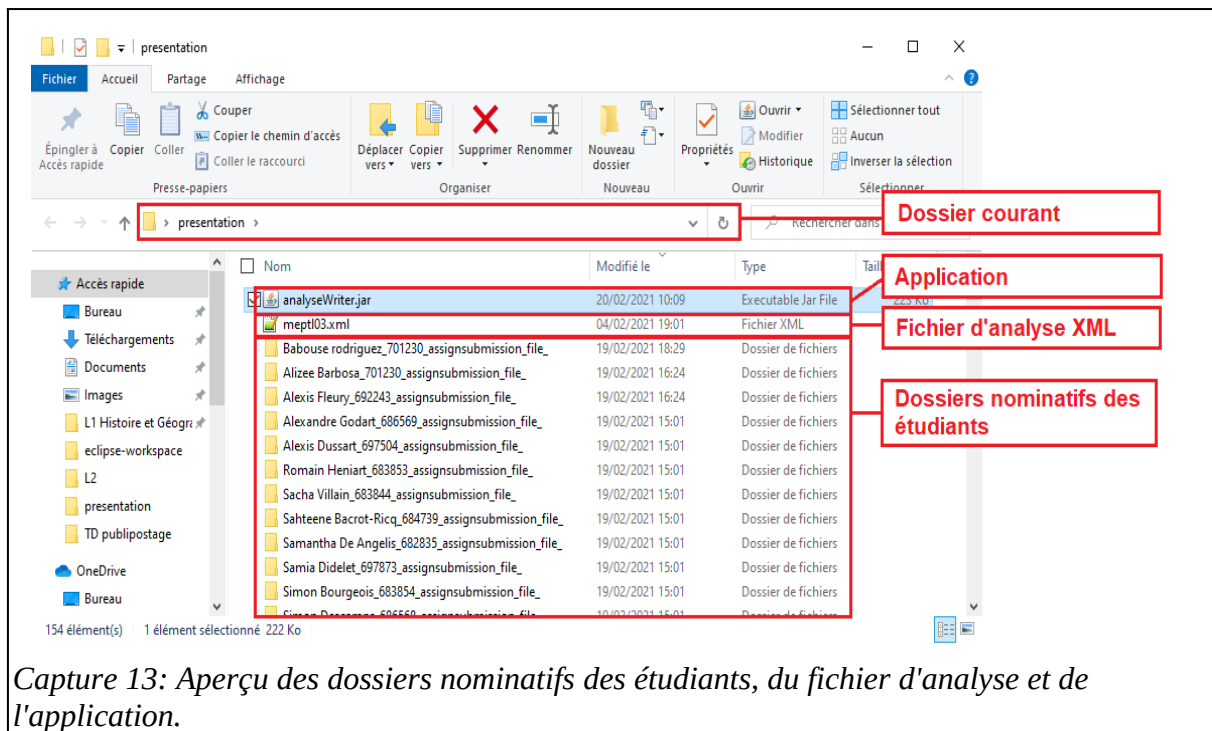 presentation
Fichier Accueil Partage Affichage
Épingler à Accès rapide
Copier
Coller
Couper
Copier le chemin d'accès
Coller le raccourci
Déplacer vers
Copier vers
Supprimer
Renommer
Nouveau dossier
Propriétés
Ouvrir
Modifier
Historique
Sélectionner tout
Aucun
Inverser la sélection
Presse-papiers Organiser Nouveau Ouvrir Sélectionner
presentation
Rechercher dans
Dossier courant
Nom Modifié le Type
Application
Accès rapide
Bureau
Téléchargements
Documents
Images
L1 Histoire et Géogra
eclipse-workspace
L2
presentation
TD publipostage
OneDrive
Bureau
analyseWriter.jar 20/02/2021 10:09 Executable Jar File 223 Ko
meptl03.xml 04/02/2021 19:01 Fichier XML
Fichier d'analyse XML
Babouse rodriguez_701230_assignsubmission_file_ 19/02/2021 18:29 Dossier de fichiers
Alizee Barbosa_701230_assignsubmission_file_ 19/02/2021 16:24 Dossier de fichiers
Alexis Fleury_692243_assignsubmission_file_ 19/02/2021 16:24 Dossier de fichiers
Dossiers nominatifs des
étudiants
Alexandre Godart_686569_assignsubmission_file_ 19/02/2021 15:01 Dossier de fichiers
Alexis Dussart_697504_assignsubmission_file_ 19/02/2021 15:01 Dossier de fichiers
Romain Heniart_683853_assignsubmission_file_ 19/02/2021 15:01 Dossier de fichiers
Sacha Villain_683844_assignsubmission_file_ 19/02/2021 15:01 Dossier de fichiers
Sahteene Bacrot-Ricq_684739_assignsubmission_file_ 19/02/2021 15:01 Dossier de fichiers
Samantha De Angelis_682835_assignsubmission_file_ 19/02/2021 15:01 Dossier de fichiers
Samia Didelet_697873_assignsubmission_file_ 19/02/2021 15:01 Dossier de fichiers
Simon Bourgeois_683854_assignsubmission_file_ 19/02/2021 15:01 Dossier de fichiers
154 élément(s) 1 élément sélectionné 222 Ko
Capture 13: Aperçu des dossiers nominatifs des étudiants, du fichier d'analyse et de
l'application.